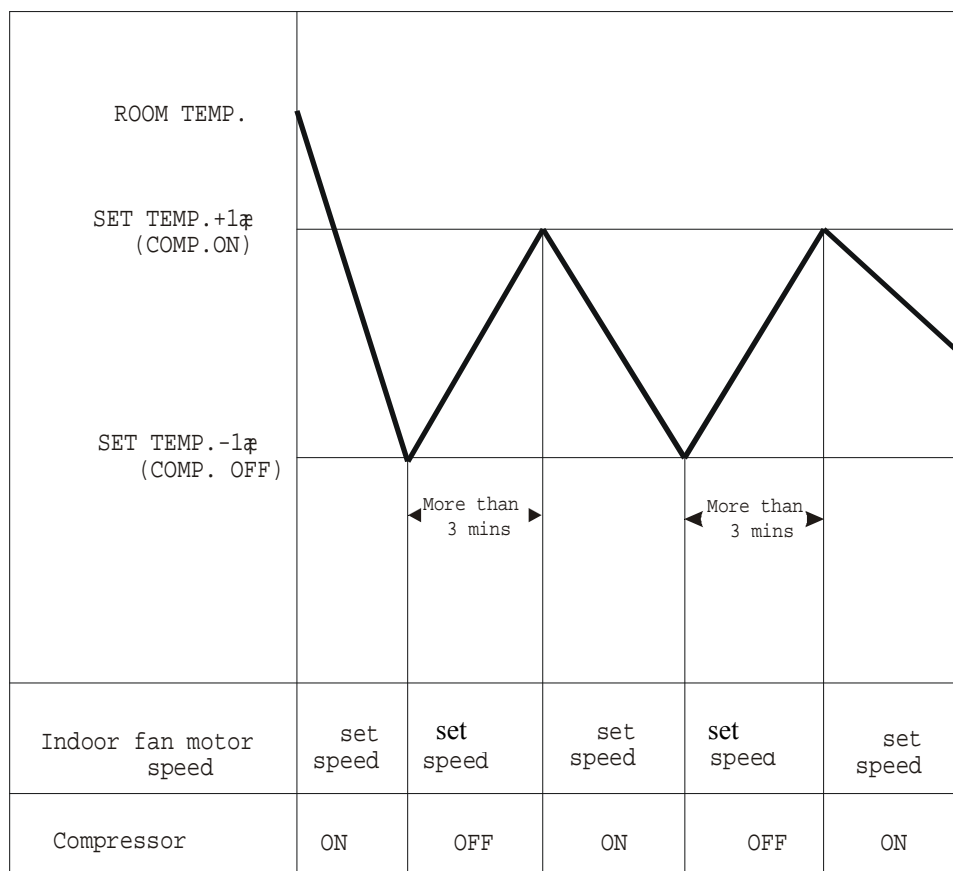 ROOM TEMP.
SET TEMP.+1æ
(COMP.ON)
SET TEMP.-1æ
(COMP. OFF)
More than
3 mins
More than
3 mins
Indoor fan motor
speed
set
speed
set
speed
set
speed
set
speed
set
speed
Compressor
ON
OFF
ON
OFF
ON